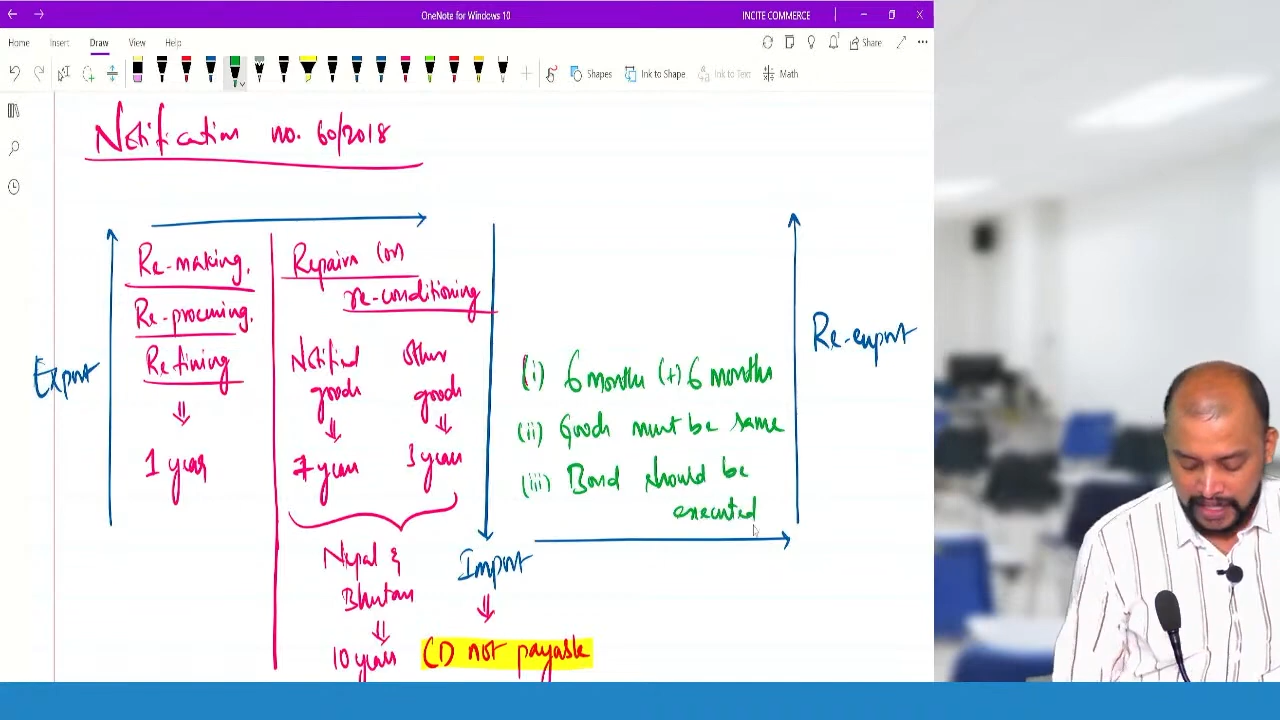 OneNote for Windows 10
INCITE COMMERCE
Home Insert Draw View Help
Share
Shapes Ink to Shape Ink to Text Math
Notification no. 60/2018
Export
Re-making.
Re-processing.
Refining
⇓
1 year
Repairs (or)
re-conditioning
Notified goods
⇓
7 years
Other goods
⇓
3 years
Nepal &
Bhutan
⇓
10 years
Import
⇓
CD not payable
(i) 6 months (+) 6 months
(ii) Goods must be same
(iii) Bond should be
executed
Re-export